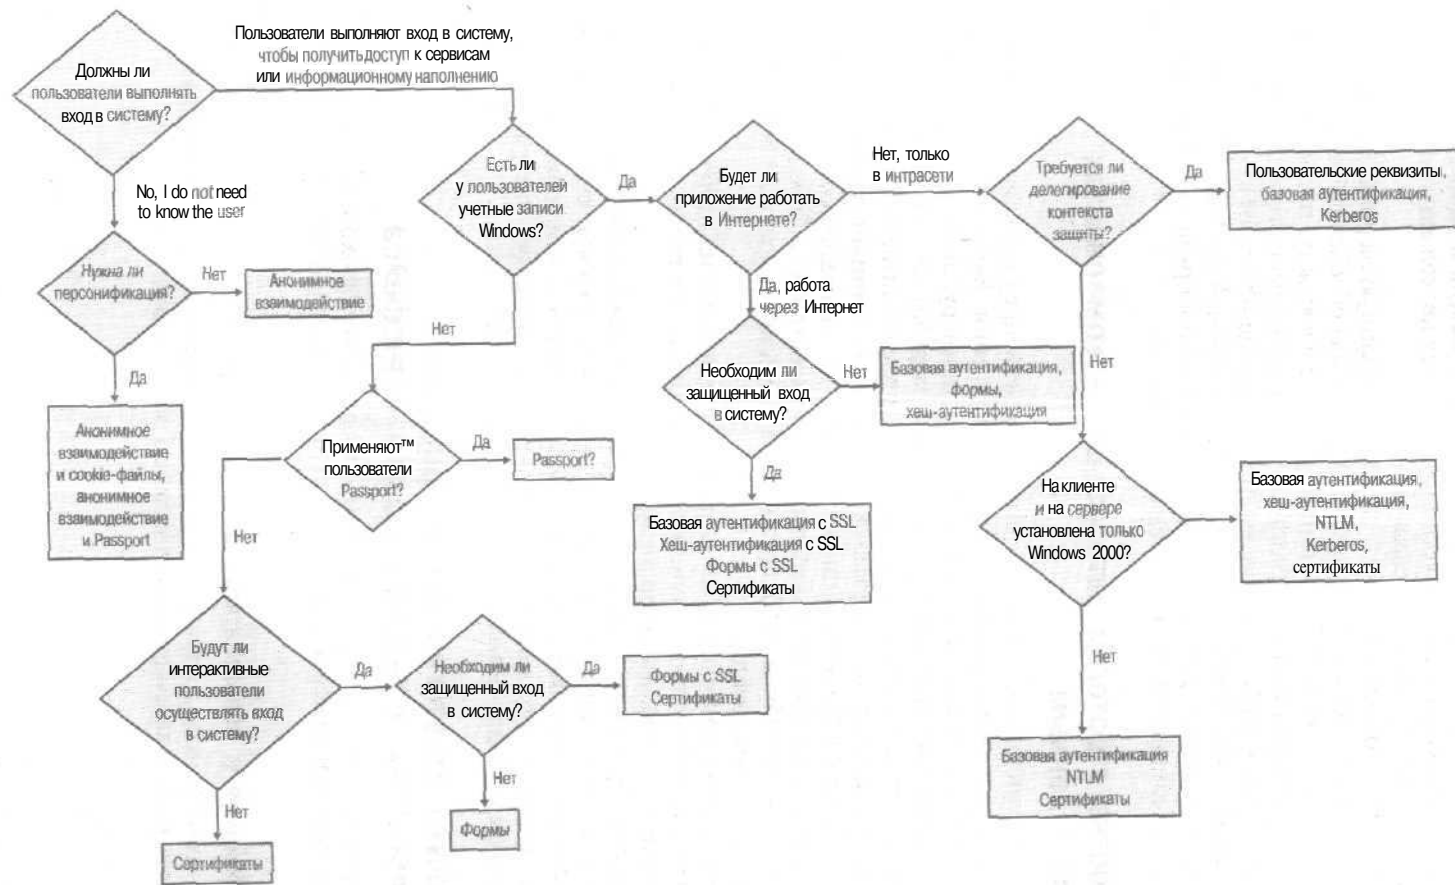 Должны ли
пользователи выполнять
вход в систему?
Пользователи выполняют вход в систему,
чтобы получить доступ к сервисам
или информационному наполнению
No, I do not need
to know the user
Нужна ли
персонификация?
Нет
Анонимное
взаимодействие
Да
Анонимное
взаимодействие
и cookie-файлы,
анонимное
взаимодействие
и Passport
Есть ли
у пользователей
учетные записи
Windows?
Да
Нет
Будет ли
приложение работать
в Интернете?
Нет, только
в интрасети
Требуется ли
делегирование
контекста
защиты?
Да
Пользовательские реквизиты,
базовая аутентификация,
Kerberos
Да, работа
через Интернет
Необходим ли
защищенный вход
в систему?
Нет
Базовая аутентификация,
формы,
хеш-аутентификация
Да
Базовая аутентификация с SSL
Хеш-аутентификация с SSL
Формы с SSL
Сертификаты
Нет
На клиенте
и на сервере
установлена только
Windows 2000?
Базовая аутентификация,
хеш-аутентификация,
NTLM,
Kerberos,
сертификаты
Нет
Базовая аутентификация
NTLM
Сертификаты
Применяют™
пользователи
Passport?
Да
Passport?
Нет
Будут ли
интерактивные
пользователи
осуществлять вход
в систему?
Да
Необходим ли
защищенный вход
в систему?
Да
Формы с SSL
Сертификаты
Нет
Формы
Нет
Сертификаты